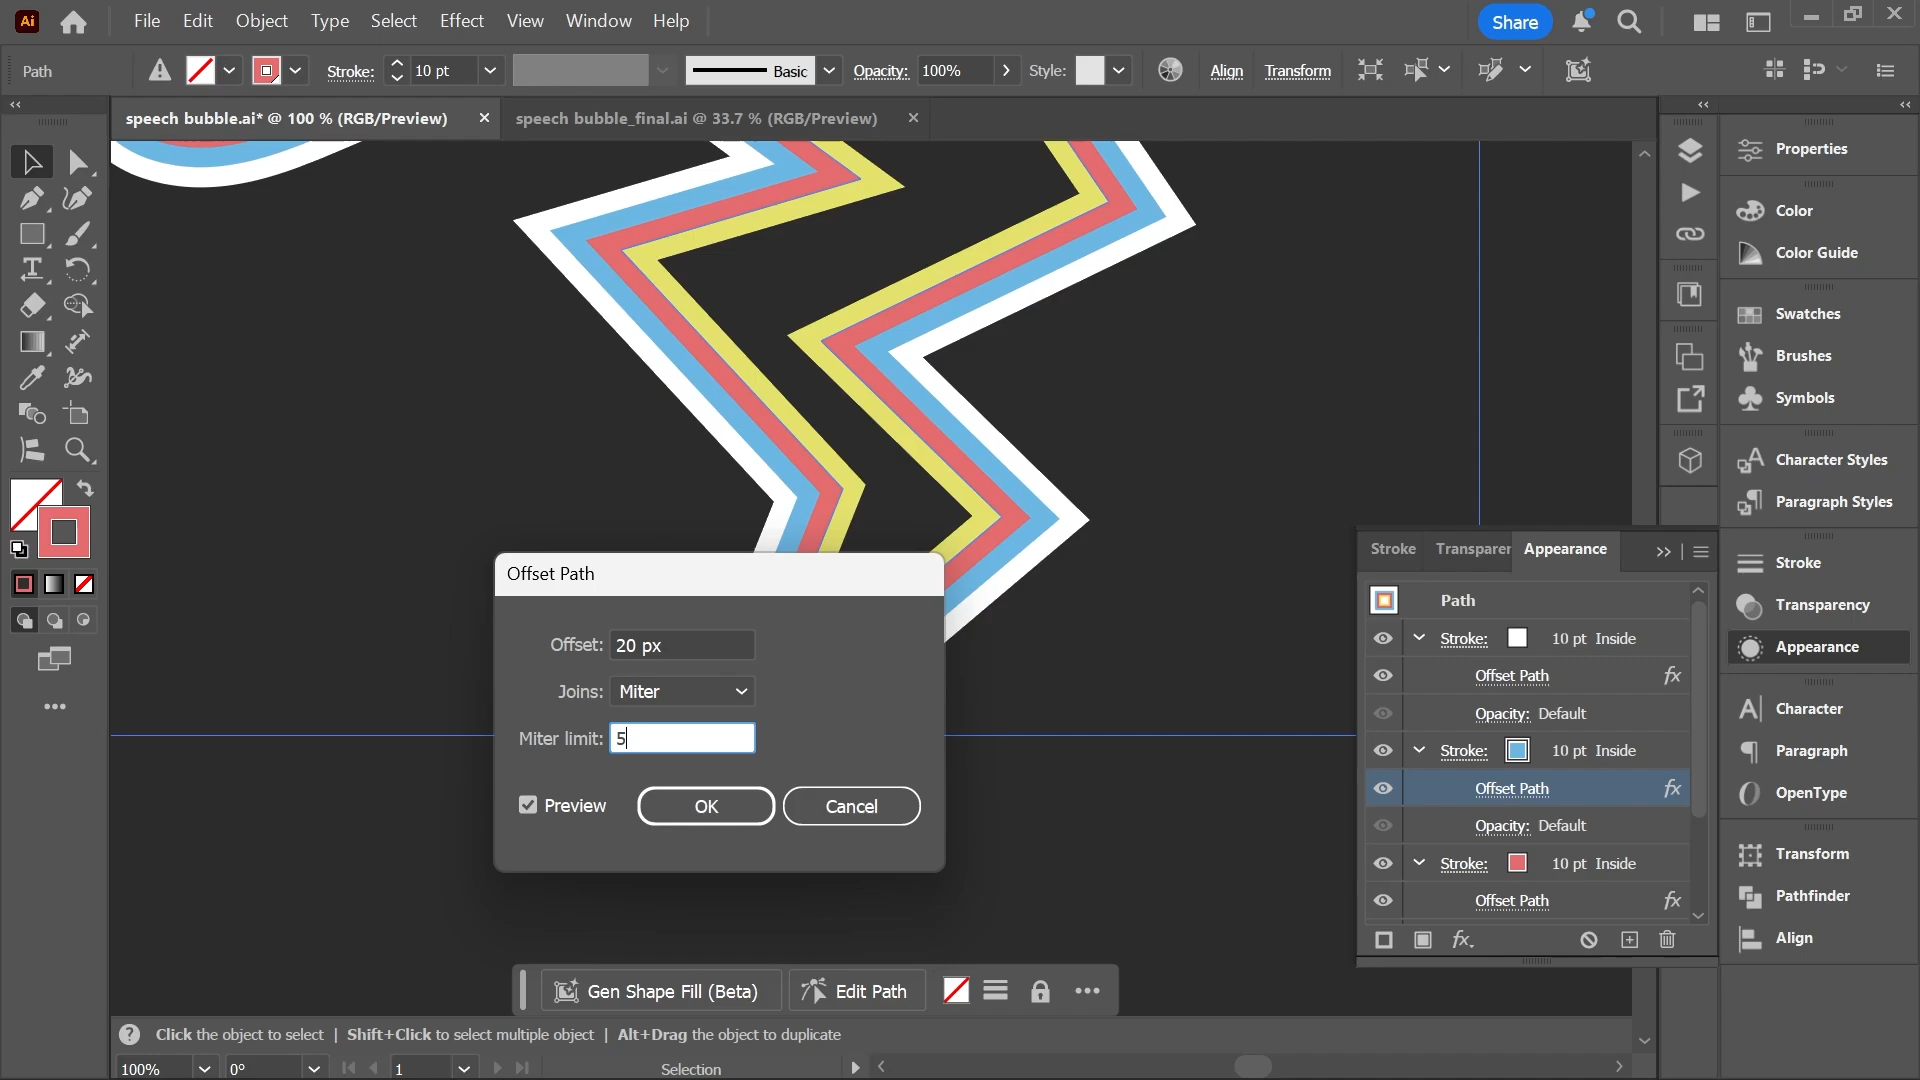 Ai File Edit Object Type Select Effect View Window Help Share
Path Stroke: 10 pt Basic Opacity: 100% Style: Align Transform
speech bubble.ai* @ 100 % (RGB/Preview) speech bubble_final.ai @ 33.7 % (RGB/Preview)
Properties
Color
Color Guide
Swatches
Brushes
Symbols
Character Styles
Paragraph Styles
Stroke
Transparency
Appearance
Character
Paragraph
OpenType
Transform
Pathfinder
Align
Stroke Transparer Appearance
Path
Stroke: 10 pt Inside
Offset Path fx
Opacity: Default
Stroke: 10 pt Inside
Offset Path fx
Opacity: Default
Stroke: 10 pt Inside
Offset Path fx
fx
Offset Path
Offset: 20 px
Joins: Miter
Miter limit: 5
Preview OK Cancel
Gen Shape Fill (Beta) Edit Path
Click the object to select | Shift+Click to select multiple object | Alt+Drag the object to duplicate
100% 0° 1 Selection